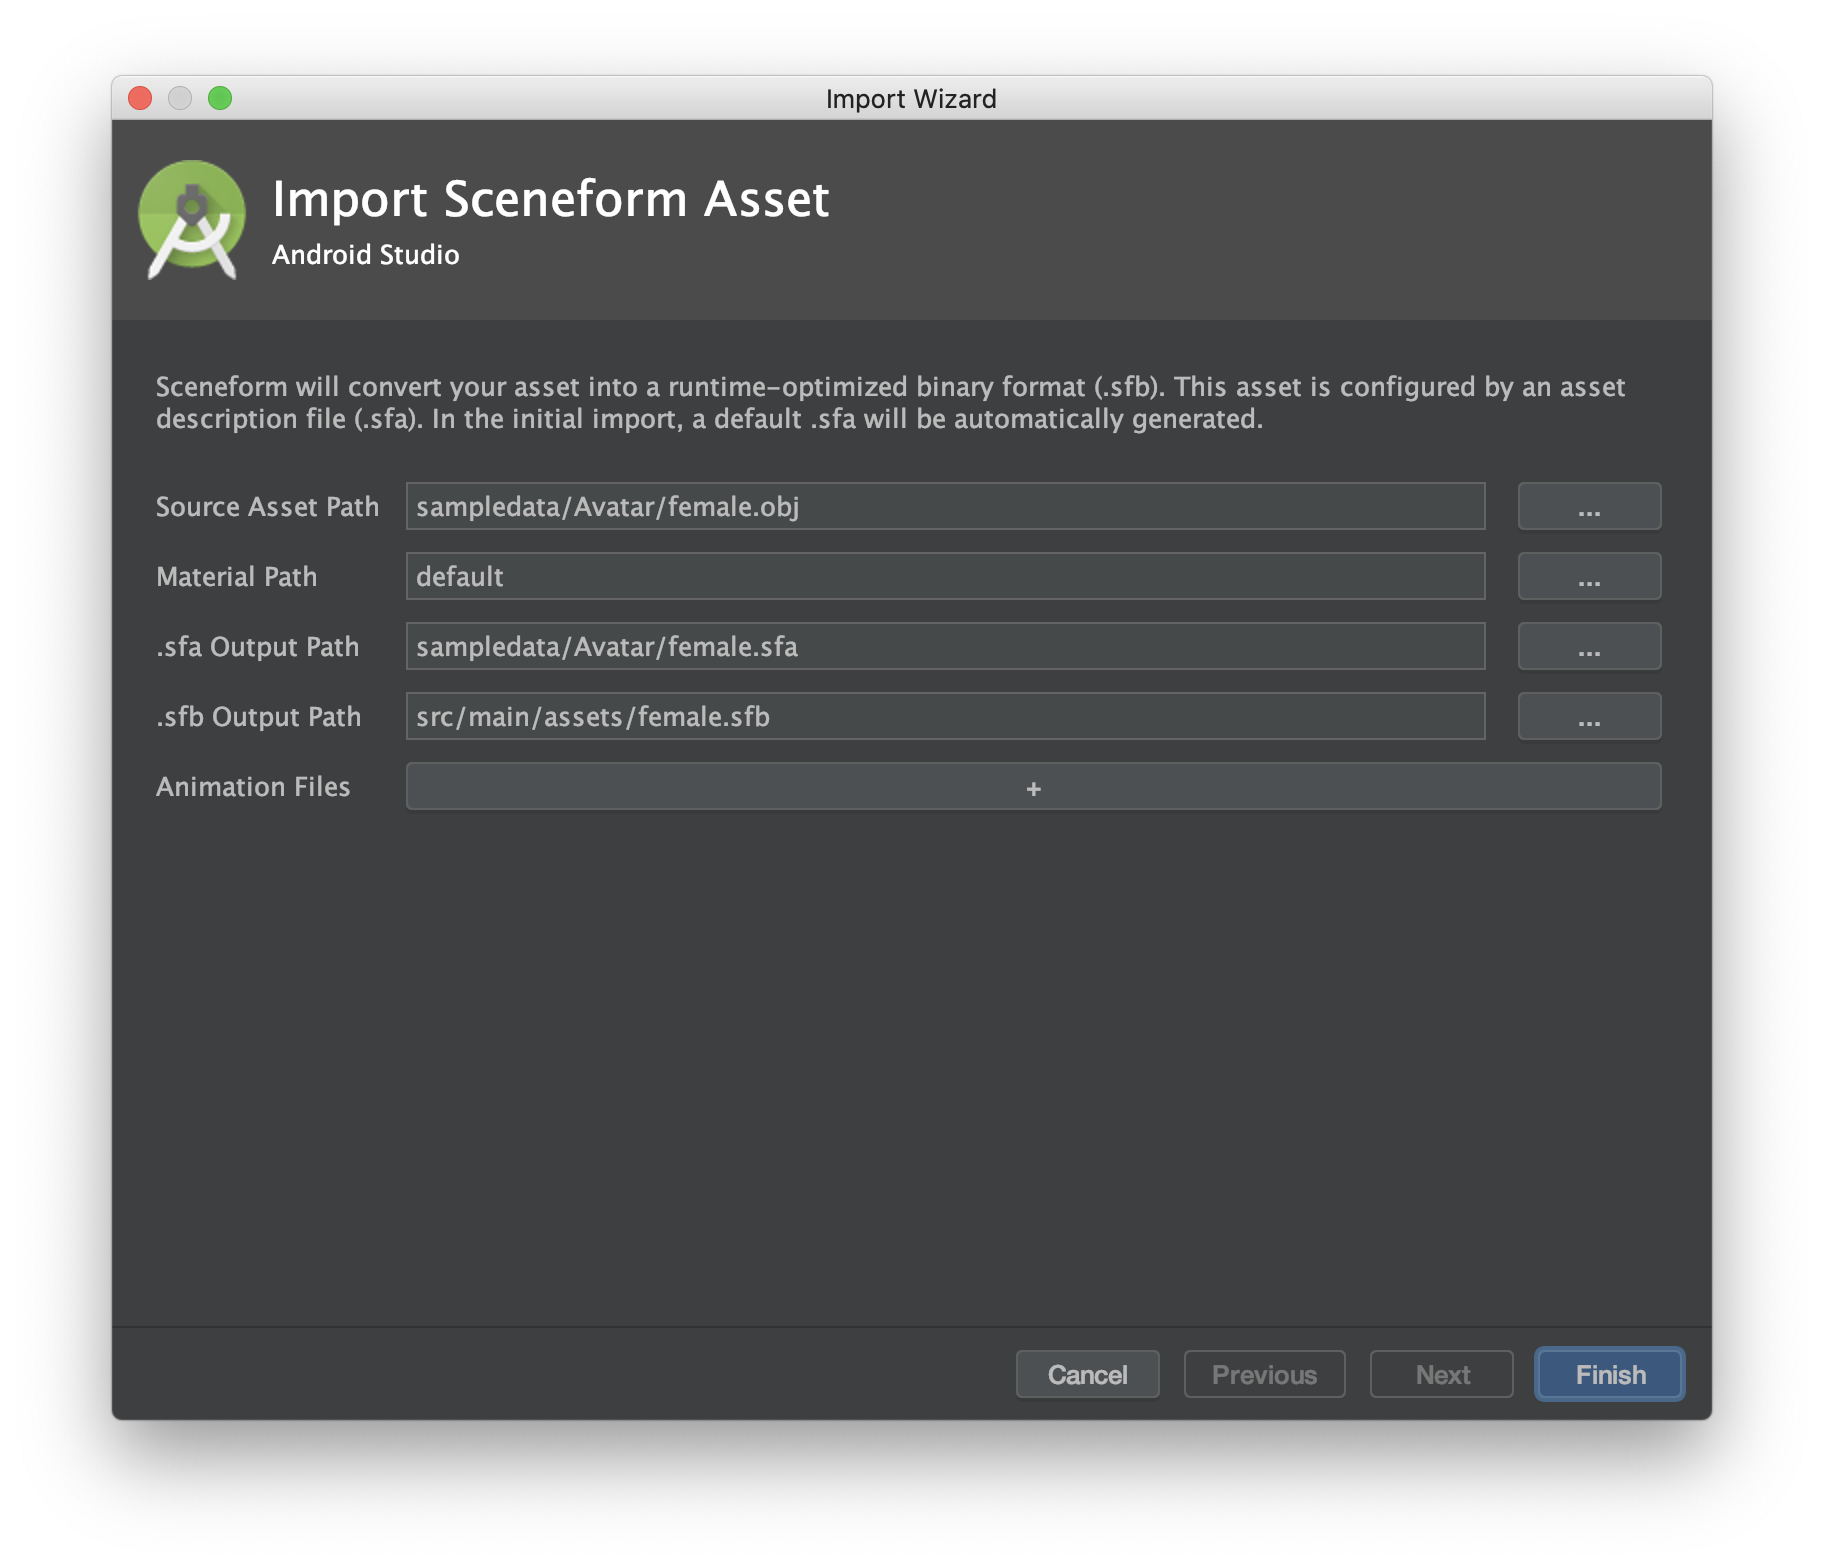 Import Wizard
Import Sceneform Asset
Android Studio
Sceneform will convert your asset into a runtime-optimized binary format (.sfb). This asset is configured by an asset
description file (.sfa). In the initial import, a default .sfa will be automatically generated.
Source Asset Path sampledata/Avatar/female.obj ...
Material Path default ...
.sfa Output Path sampledata/Avatar/female.sfa ...
.sfb Output Path src/main/assets/female.sfb ...
Animation Files +
Cancel Previous Next Finish